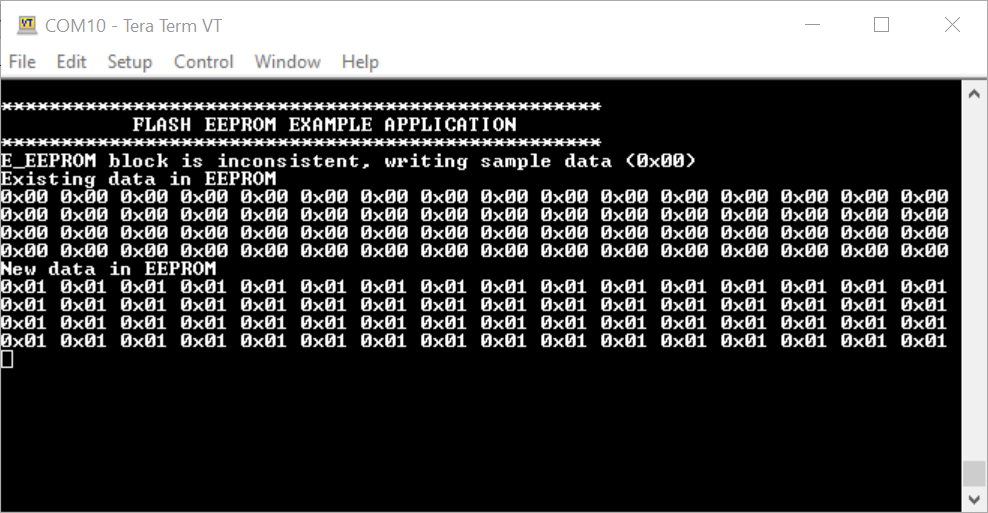 VT COM10 - Tera Term VT
File Edit Setup Control Window Help
**************************************************
FLASH EEPROM EXAMPLE APPLICATION
**************************************************
E_EEPROM block is inconsistent, writing sample data (0x00)
Existing data in EEPROM
0x00 0x00 0x00 0x00 0x00 0x00 0x00 0x00 0x00 0x00 0x00 0x00 0x00 0x00 0x00 0x00
0x00 0x00 0x00 0x00 0x00 0x00 0x00 0x00 0x00 0x00 0x00 0x00 0x00 0x00 0x00 0x00
0x00 0x00 0x00 0x00 0x00 0x00 0x00 0x00 0x00 0x00 0x00 0x00 0x00 0x00 0x00 0x00
0x00 0x00 0x00 0x00 0x00 0x00 0x00 0x00 0x00 0x00 0x00 0x00 0x00 0x00 0x00 0x00
New data in EEPROM
0x01 0x01 0x01 0x01 0x01 0x01 0x01 0x01 0x01 0x01 0x01 0x01 0x01 0x01 0x01 0x01
0x01 0x01 0x01 0x01 0x01 0x01 0x01 0x01 0x01 0x01 0x01 0x01 0x01 0x01 0x01 0x01
0x01 0x01 0x01 0x01 0x01 0x01 0x01 0x01 0x01 0x01 0x01 0x01 0x01 0x01 0x01 0x01
0x01 0x01 0x01 0x01 0x01 0x01 0x01 0x01 0x01 0x01 0x01 0x01 0x01 0x01 0x01 0x01